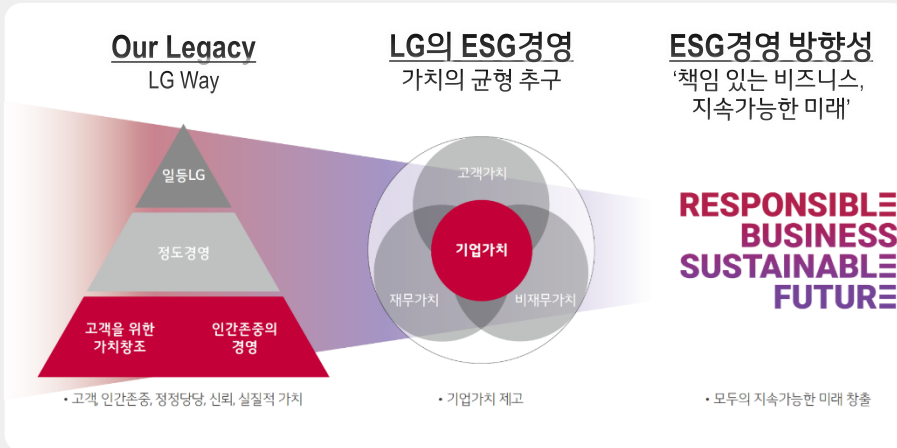 Our Legacy
LG Way
일등LG
정도경영
고객을 위한
가치창조
인간존중의
경영
• 고객, 인간존중, 정정당당, 신뢰, 실질적 가치
LG의 ESG경영
가치의 균형 추구
고객가치
기업가치
재무가치
비재무가치
• 기업가치 제고
ESG경영 방향성
‘책임 있는 비즈니스,
지속가능한 미래’
RESPONSIBLE
BUSINESS
SUSTAINABLE
FUTURE
• 모두의 지속가능한 미래 창출